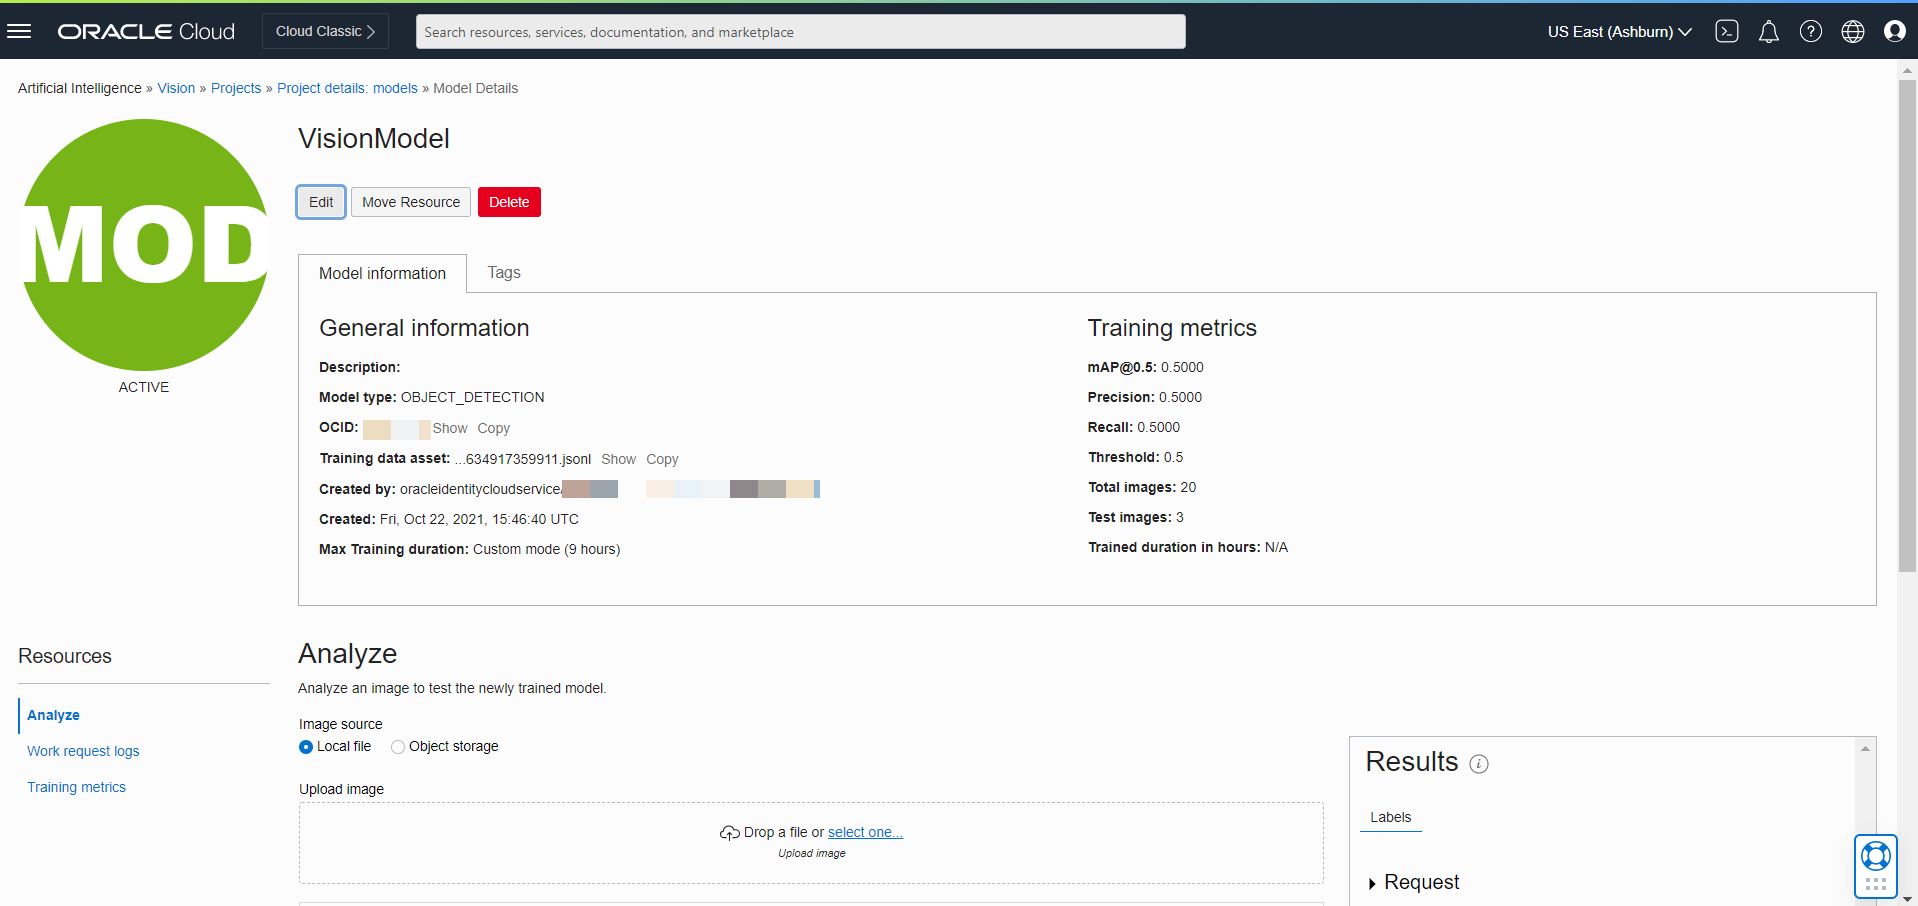 ORACLE Cloud
Cloud Classic
Search resources, services, documentation, and marketplace
US East (Ashburn)
Artificial Intelligence » Vision » Projects » Project details: models » Model Details
MOD
ACTIVE
VisionModel
Edit Move Resource Delete
Model information Tags
General information
Description:
Model type: OBJECT_DETECTION
OCID: Show Copy
Training data asset: ...634917359911.jsonl Show Copy
Created by: oracleidentitycloudservice/
Created: Fri, Oct 22, 2021, 15:46:40 UTC
Max Training duration: Custom mode (9 hours)
Training metrics
mAP@0.5: 0.5000
Precision: 0.5000
Recall: 0.5000
Threshold: 0.5
Total images: 20
Test images: 3
Trained duration in hours: N/A
Resources
Analyze
Work request logs
Training metrics
Analyze
Analyze an image to test the newly trained model.
Image source
Local file Object storage
Upload image
Drop a file or select one...
Upload image
Results
Labels
Request